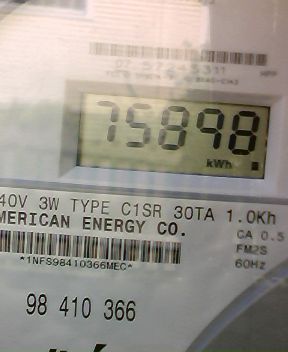 75898
kWh
40V 3W TYPE C1SR 30TA 1.0Kh
MERICAN ENERGY CO.
CA 0.5
FM2S
60Hz
*1NFS98410366MEC*
98 410 366